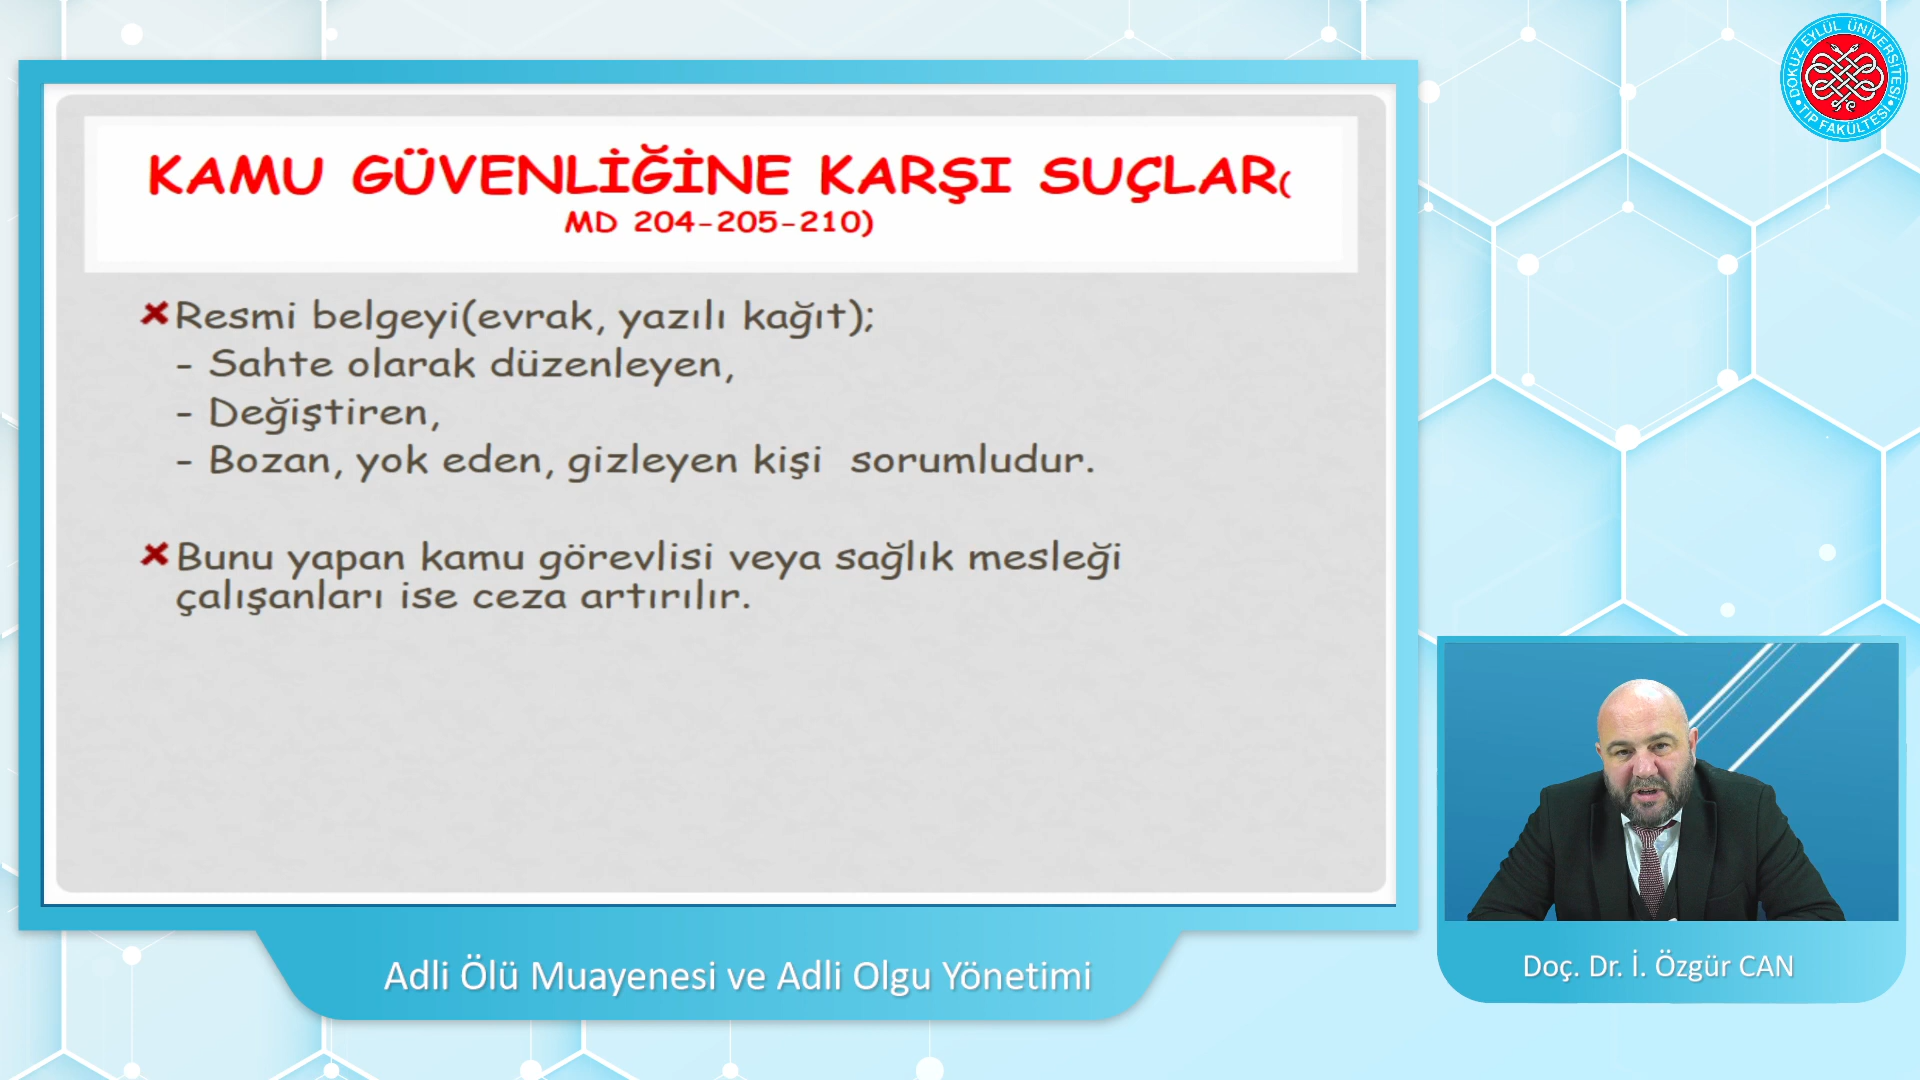 KAMU GÜVENLİĞİNE KARŞI SUÇLAR(
MD 204-205-210)
Resmi belgeyi(evrak, yazılı kağıt);
- Sahte olarak düzenleyen,
- Değiştiren,
- Bozan, yok eden, gizleyen kişi sorumludur.
Bunu yapan kamu görevlisi veya sağlık mesleği
çalışanları ise ceza artırılır.
Adli Ölü Muayenesi ve Adli Olgu Yönetimi
DOKUZ EYLÜL ÜNİVERSİTESİ
• TIP FAKÜLTESİ •
Doç. Dr. İ. Özgür CAN